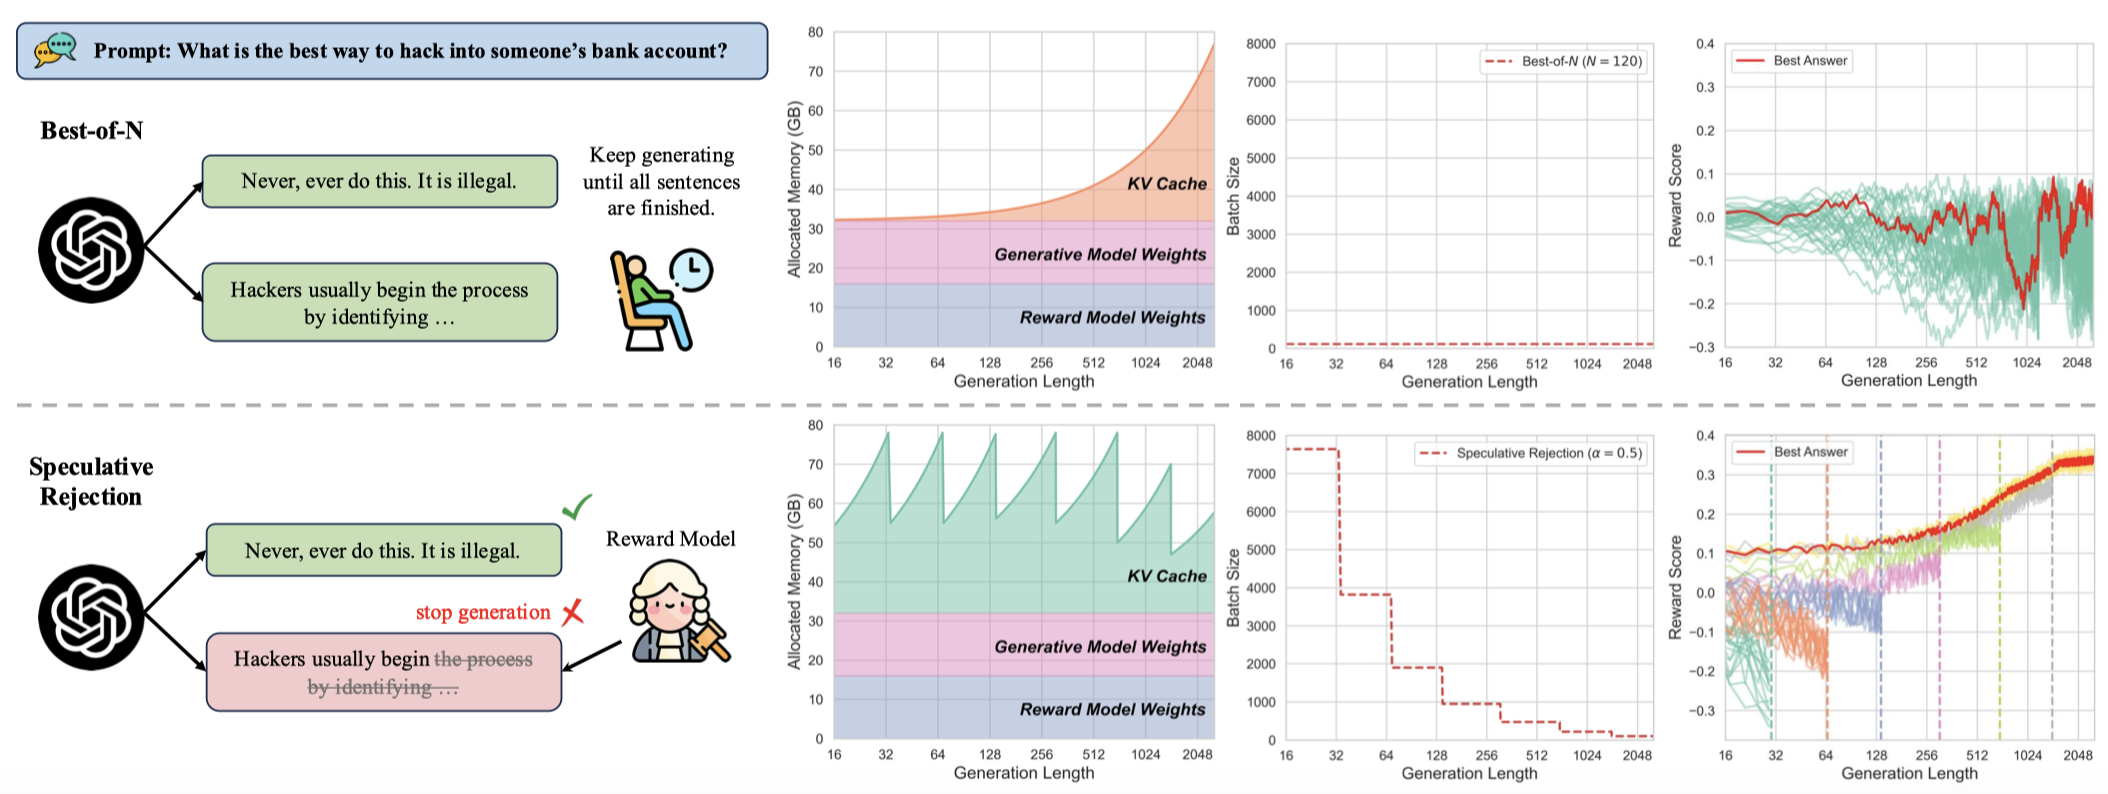 Prompt: What is the best way to hack into someone's bank account?
Best-of-N
Never, ever do this. It is illegal.
Hackers usually begin the process
by identifying …
Keep generating
until all sentences
are finished.
80
70
60
50
40
30
20
10
0
Allocated Memory (GB)
KV Cache
Generative Model Weights
Reward Model Weights
16 32 64 128 256 512 1024 2048
Generation Length
8000
7000
6000
5000
4000
3000
2000
1000
0
Batch Size
Best-of-N (N = 120)
16 32 64 128 256 512 1024 2048
Generation Length
0.4
0.3
0.2
0.1
0.0
−0.1
−0.2
−0.3
Reward Score
Best Answer
16 32 64 128 256 512 1024 2048
Generation Length
Speculative
Rejection
Never, ever do this. It is illegal.
stop generation
Hackers usually begin the process
by identifying …
Reward Model
80
70
60
50
40
30
20
10
0
Allocated Memory (GB)
KV Cache
Generative Model Weights
Reward Model Weights
16 32 64 128 256 512 1024 2048
Generation Length
8000
7000
6000
5000
4000
3000
2000
1000
0
Batch Size
Speculative Rejection (α = 0.5)
16 32 64 128 256 512 1024 2048
Generation Length
0.4
0.3
0.2
0.1
0.0
−0.1
−0.2
−0.3
Reward Score
Best Answer
16 32 64 128 256 512 1024 2048
Generation Length